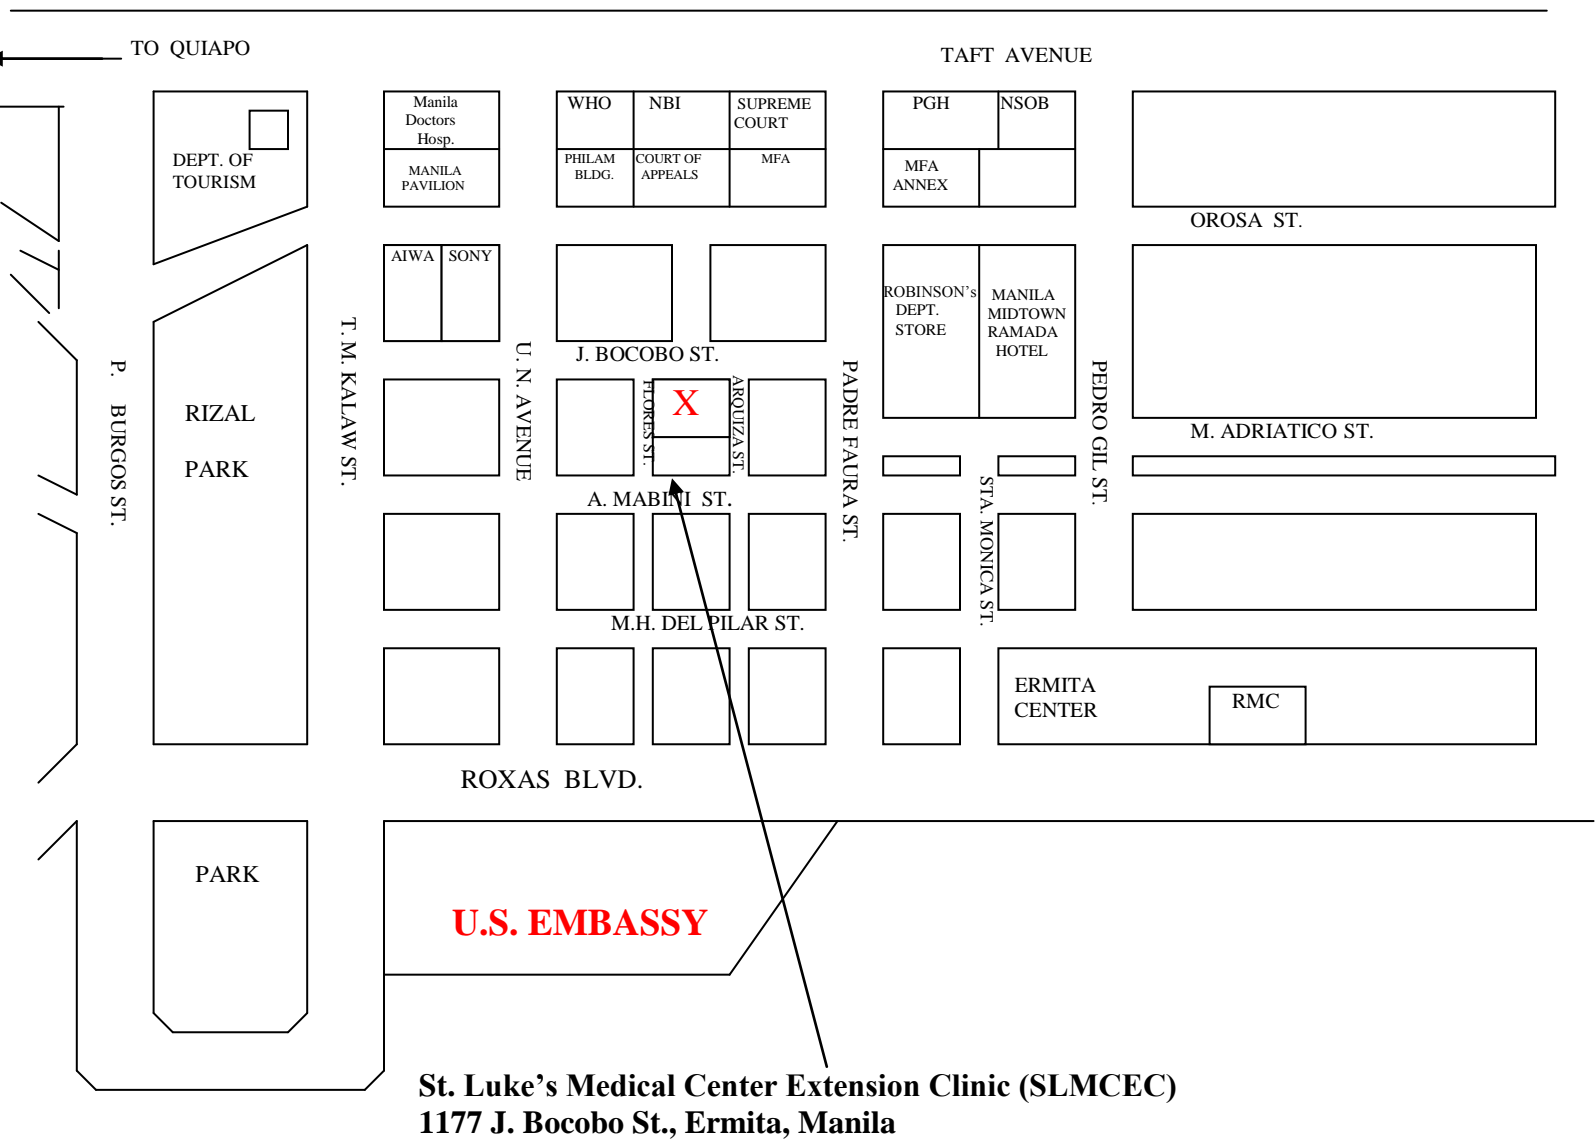 TO QUIAPO
TAFT AVENUE
Manila
Doctors
Hosp.
MANILA
PAVILION
WHO
NBI
SUPREME
COURT
PHILAM
BLDG.
COURT OF
APPEALS
MFA
PGH
NSOB
MFA
ANNEX
DEPT. OF
TOURISM
OROSA ST.
AIWA
SONY
ROBINSON's
DEPT.
STORE
MANILA
MIDTOWN
RAMADA
HOTEL
J. BOCOBO ST.
P. BURGOS ST.
RIZAL
PARK
T. M. KALAW ST.
U. N. AVENUE
FLORES ST.
X
ARQUIZA ST.
PADRE FAURA ST.
PEDRO GIL ST.
M. ADRIATICO ST.
A. MABINI ST.
STA. MONICA ST.
M.H. DEL PILAR ST.
ERMITA
CENTER
RMC
ROXAS BLVD.
PARK
U.S. EMBASSY
St. Luke’s Medical Center Extension Clinic (SLMCEC)
1177 J. Bocobo St., Ermita, Manila